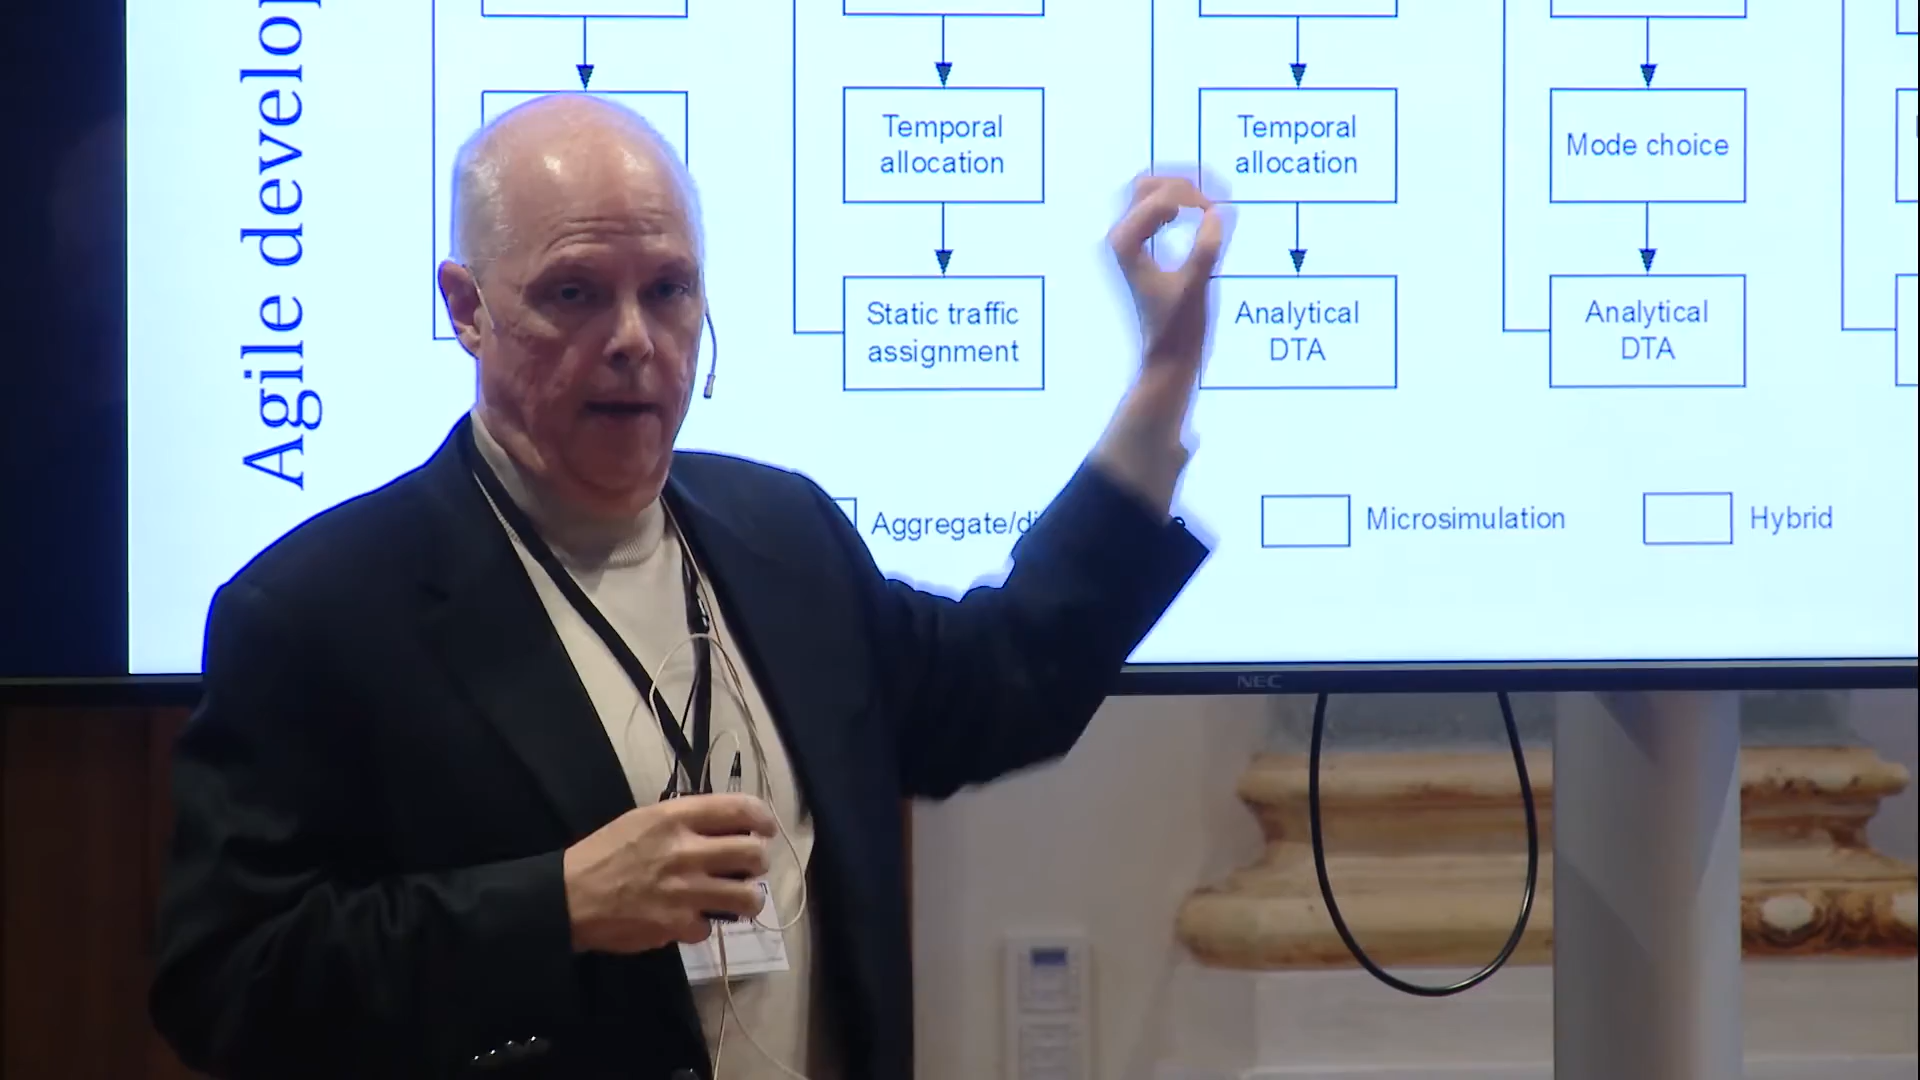 Agile develop
Temporal
allocation
Static traffic
assignment
Temporal
allocation
Analytical
DTA
Mode choice
Analytical
DTA
Aggregate/di
Microsimulation
Hybrid
NEC